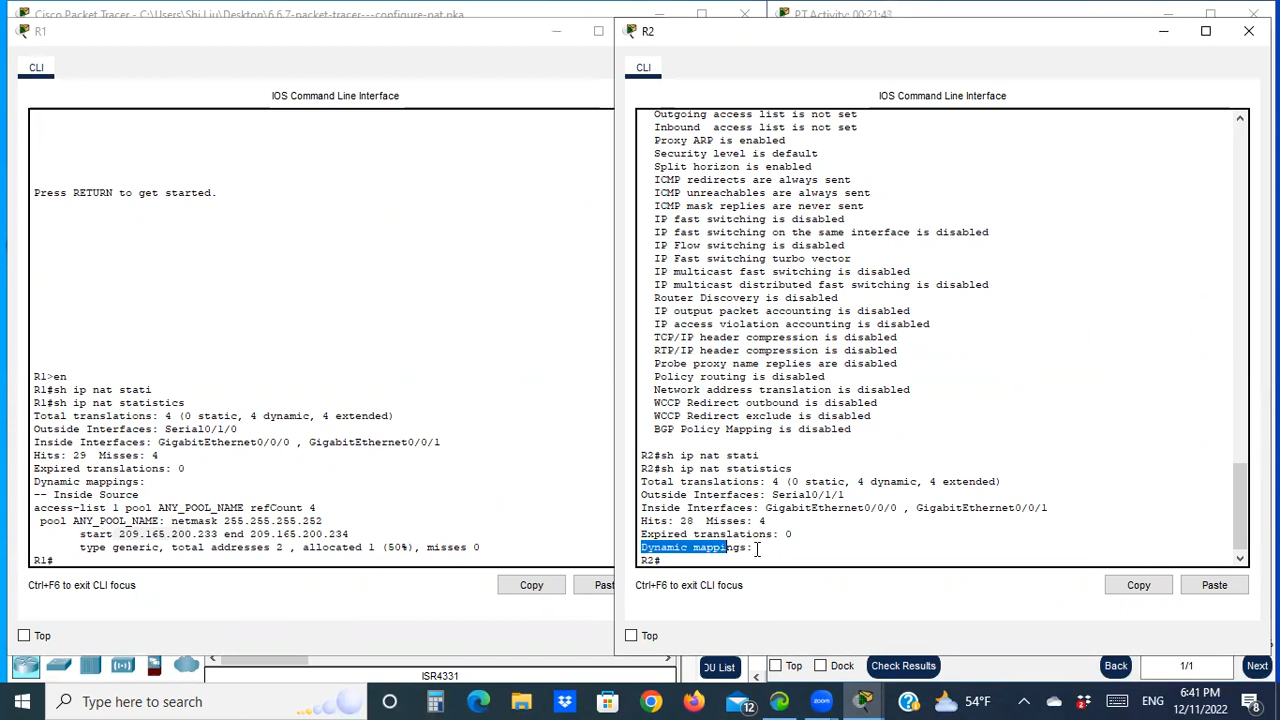 Cisco Packet Tracer - C:\Users\Shi Liu\Desktop\6.6.7-packet-tracer---configure-pat.pka
PT Activity: 00:21:43
R1
CLI
IOS Command Line Interface
Press RETURN to get started.
R1>en
R1#sh ip nat stati
R1#sh ip nat statistics
Total translations: 4 (0 static, 4 dynamic, 4 extended)
Outside Interfaces: Serial0/1/0
Inside Interfaces: GigabitEthernet0/0/0 , GigabitEthernet0/0/1
Hits: 29 Misses: 4
Expired translations: 0
Dynamic mappings:
-- Inside Source
access-list 1 pool ANY_POOL_NAME refCount 4
pool ANY_POOL_NAME: netmask 255.255.255.252
start 209.165.200.233 end 209.165.200.234
type generic, total addresses 2 , allocated 1 (50%), misses 0
R1#
Ctrl+F6 to exit CLI focus
Copy
Past
Top
R2
CLI
IOS Command Line Interface
Outgoing access list is not set
Inbound access list is not set
Proxy ARP is enabled
Security level is default
Split horizon is enabled
ICMP redirects are always sent
ICMP unreachables are always sent
ICMP mask replies are never sent
IP fast switching is disabled
IP fast switching on the same interface is disabled
IP Flow switching is disabled
IP Fast switching turbo vector
IP multicast fast switching is disabled
IP multicast distributed fast switching is disabled
Router Discovery is disabled
IP output packet accounting is disabled
IP access violation accounting is disabled
TCP/IP header compression is disabled
RTP/IP header compression is disabled
Probe proxy name replies are disabled
Policy routing is disabled
Network address translation is disabled
WCCP Redirect outbound is disabled
WCCP Redirect exclude is disabled
BGP Policy Mapping is disabled
R2#sh ip nat stati
R2#sh ip nat statistics
Total translations: 4 (0 static, 4 dynamic, 4 extended)
Outside Interfaces: Serial0/1/1
Inside Interfaces: GigabitEthernet0/0/0 , GigabitEthernet0/0/1
Hits: 28 Misses: 4
Expired translations: 0
Dynamic mappings:
R2#
Ctrl+F6 to exit CLI focus
Copy
Paste
Top
ISR4331
DU List
Top
Dock
Check Results
Back
1/1
Next
Type here to search
12
54°F
ENG
6:41 PM
12/11/2022
8